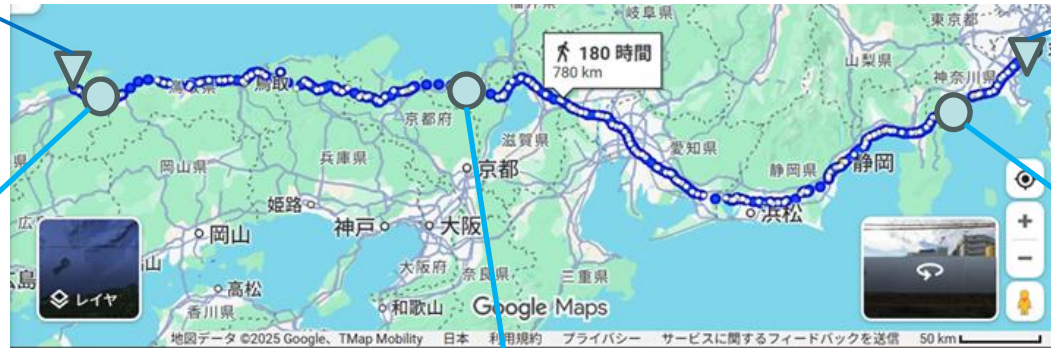 福井県
岐阜県
東京都
180 時間
780 km
山梨県
神奈川県
鳥取県
鳥取
京都府
滋賀県
愛知県
岡山県
兵庫県
静岡県
静岡
京都
姫路
浜松
神戸
大阪
岡山
大阪府
奈良県
三重県
高松
香川県
和歌山
レイヤ
Google Maps
地図データ ©2025 Google、TMap Mobility 日本 利用規約 プライバシー サービスに関するフィードバックを送信 50 km